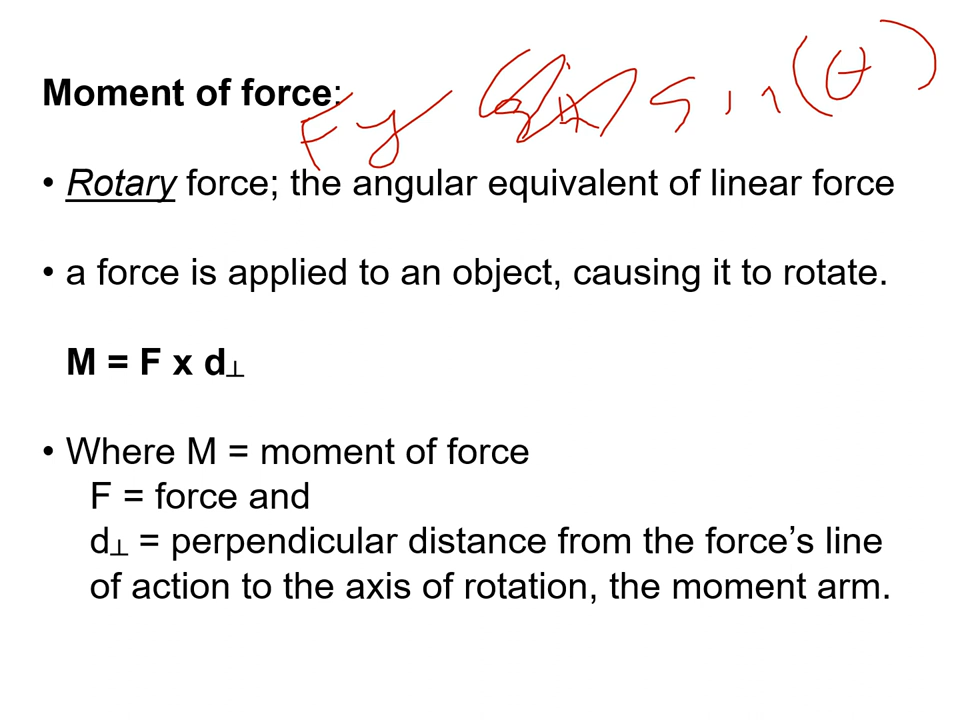 Fy sin(θ)
Moment of force:
• Rotary force; the angular equivalent of linear force
• a force is applied to an object, causing it to rotate.
M = F x d⊥
• Where M = moment of force
F = force and
d⊥ = perpendicular distance from the force’s line
of action to the axis of rotation, the moment arm.